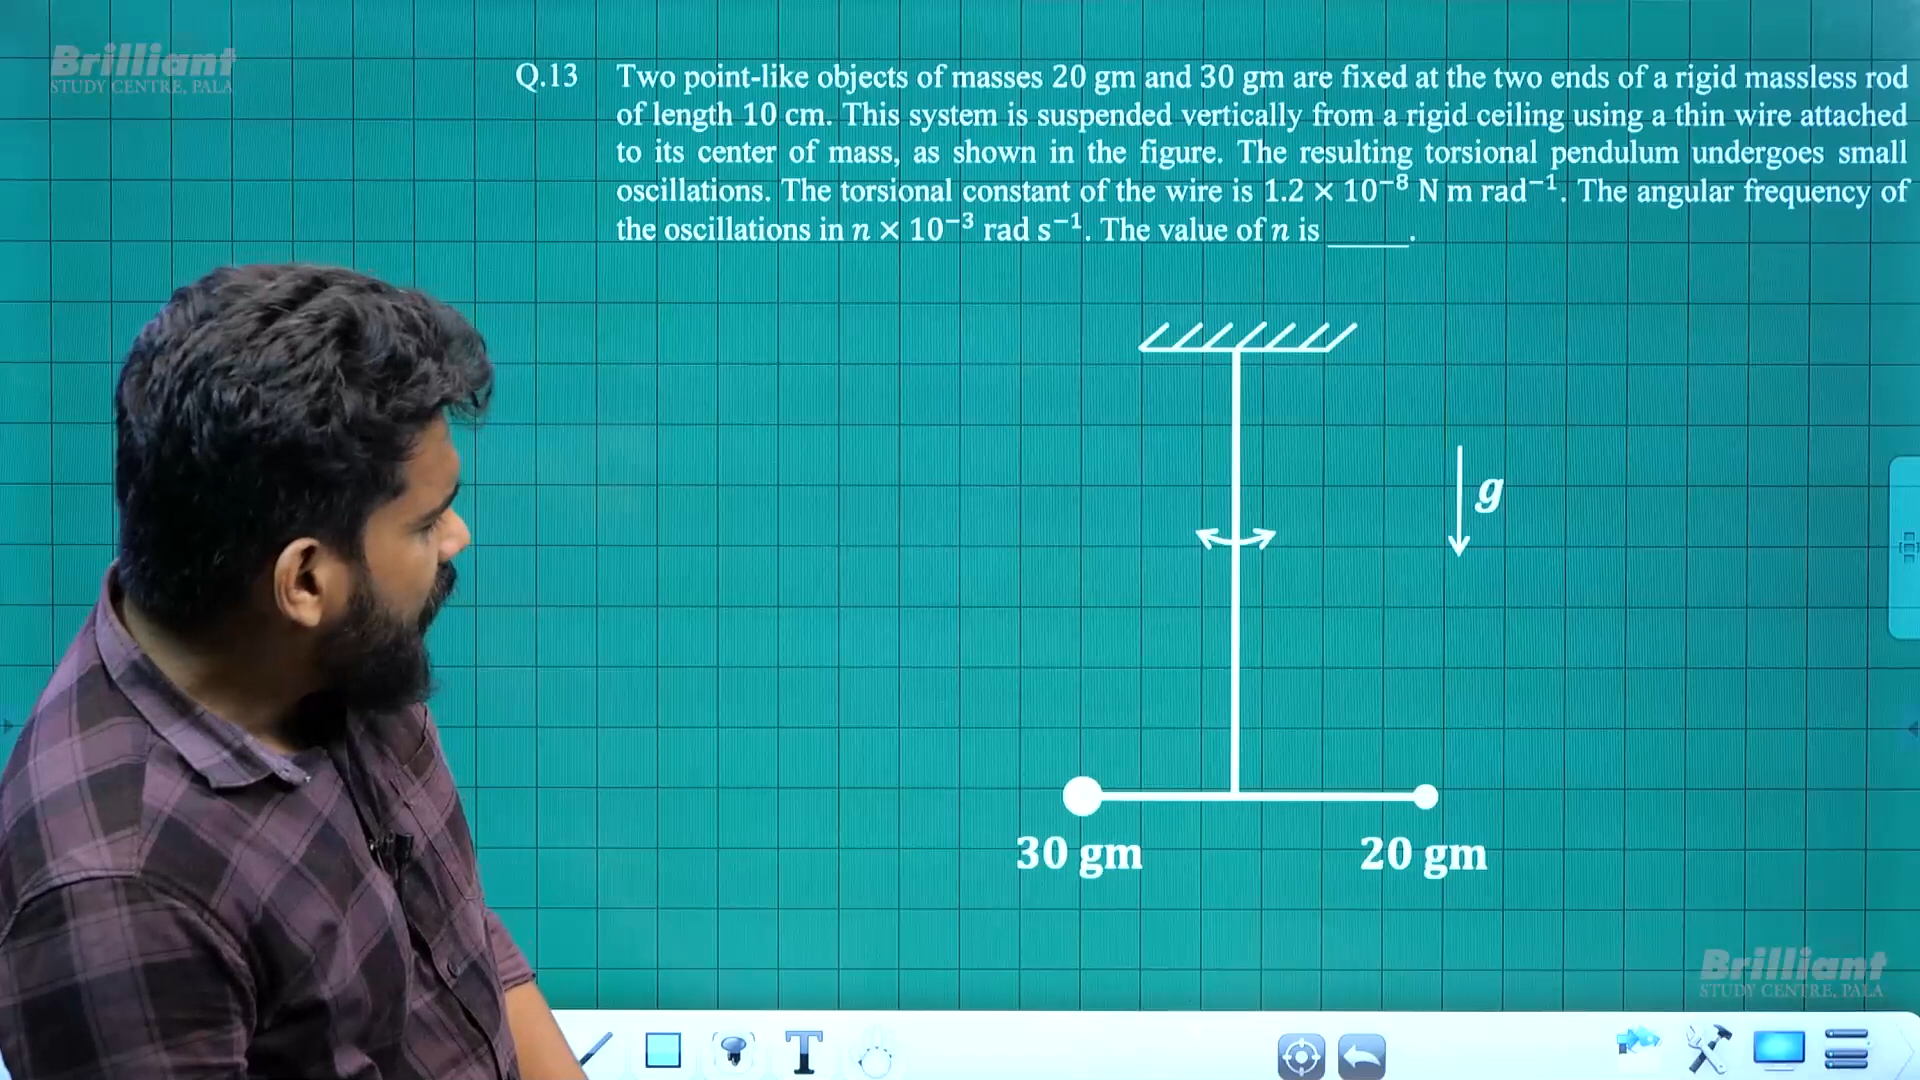 Brilliant
STUDY CENTRE, PALA
Q.13 Two point-like objects of masses 20 gm and 30 gm are fixed at the two ends of a rigid massless rod
of length 10 cm. This system is suspended vertically from a rigid ceiling using a thin wire attached
to its center of mass, as shown in the figure. The resulting torsional pendulum undergoes small
oscillations. The torsional constant of the wire is 1.2 × 10⁻⁸ N m rad⁻¹. The angular frequency of
the oscillations in n × 10⁻³ rad s⁻¹. The value of n is _____.
g
30 gm
20 gm
Brilliant
STUDY CENTRE, PALA
T